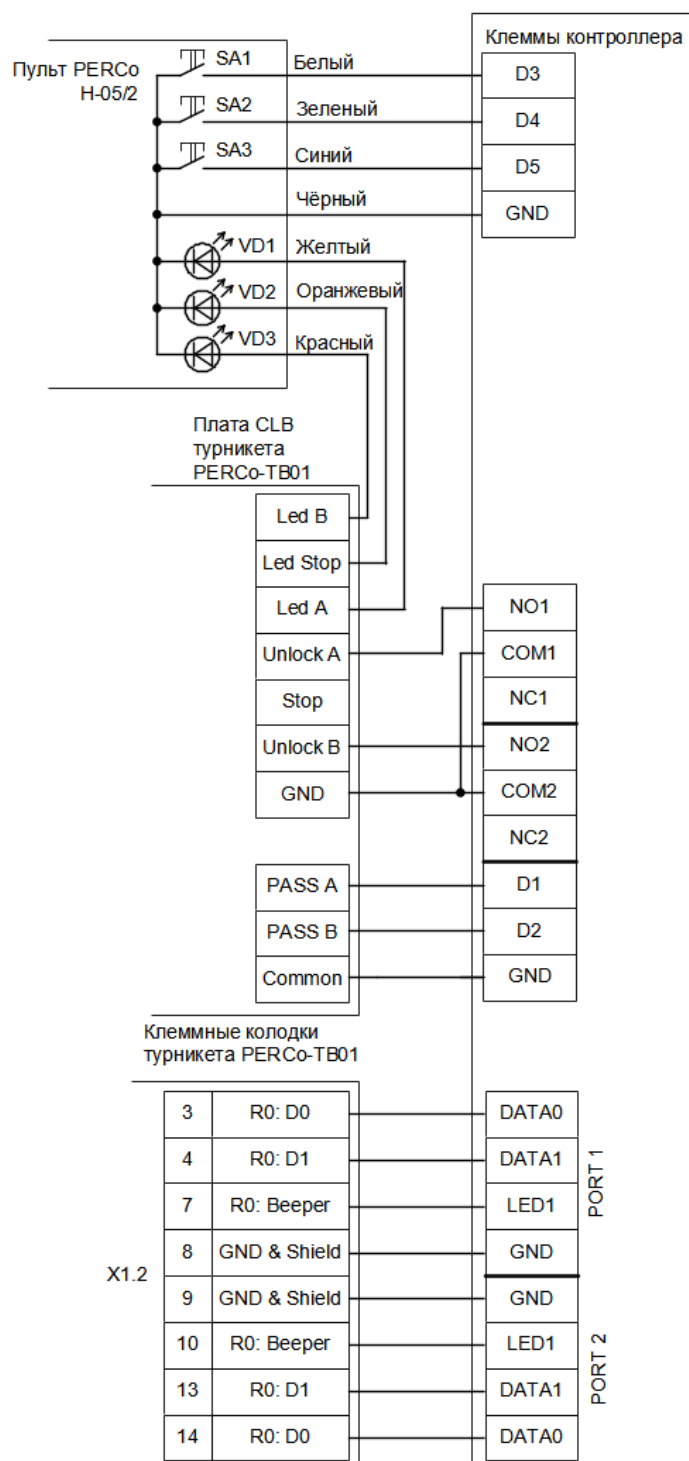 Клеммы контроллера
Пульт PERCo
H-05/2
SA1
Белый
D3
SA2
Зеленый
D4
SA3
Синий
D5
Чёрный
GND
VD1
Желтый
VD2
Оранжевый
VD3
Красный
Плата CLB
турникета
PERCo-TB01
Led B
Led Stop
Led A
NO1
Unlock A
COM1
Stop
NC1
Unlock B
NO2
GND
COM2
NC2
PASS A
D1
PASS B
D2
Common
GND
Клеммные колодки
турникета PERCo-TB01
X1.2
3
R0: D0
DATA0
4
R0: D1
DATA1
7
R0: Beeper
LED1
8
GND & Shield
GND
PORT 1
9
GND & Shield
GND
10
R0: Beeper
LED1
13
R0: D1
DATA1
14
R0: D0
DATA0
PORT 2